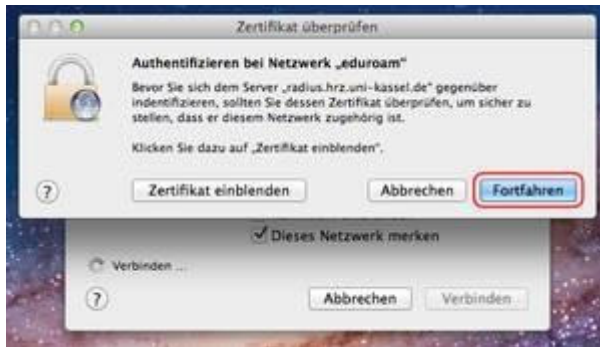 Zertifikat überprüfen
Authentifizieren bei Netzwerk „eduroam“
Bevor Sie sich dem Server „radius.hrz.uni-kassel.de“ gegenüber
indentifizieren, sollten Sie dessen Zertifikat überprüfen, um sicher zu
stellen, dass er diesem Netzwerk zugehörig ist.
Klicken Sie dazu auf „Zertifikat einblenden“.
?
Zertifikat einblenden
Abbrechen
Fortfahren
Dieses Netzwerk merken
Verbinden ...
?
Abbrechen
Verbinden